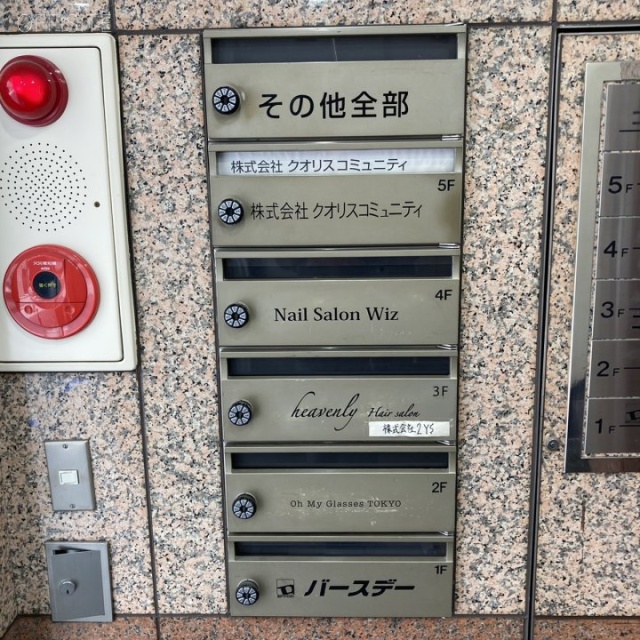 その他全部
株式会社 クオリスコミュニティ
5F
株式会社 クオリスコミュニティ
4F
Nail Salon Wiz
3F
heavenly Hair salon
株式会社2YS
2F
Oh My Glasses TOKYO
1F
バースデー
5F
4F
3F
2F
1F